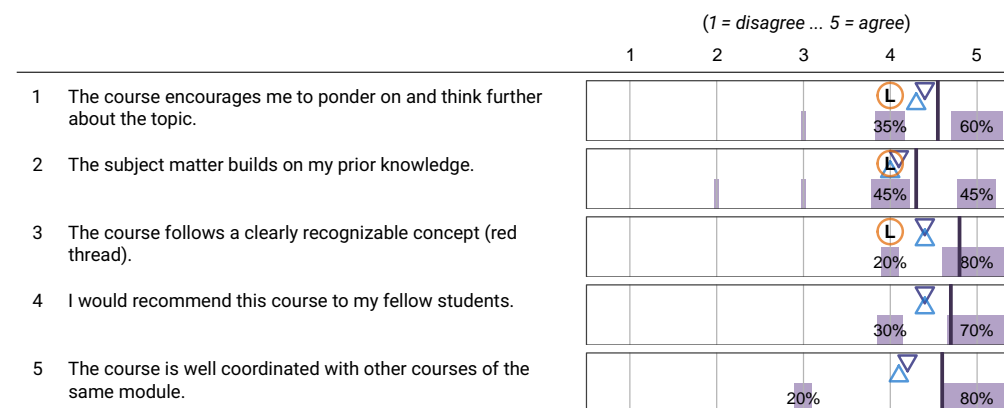 (1 = disagree ... 5 = agree)
1 2 3 4 5
1 The course encourages me to ponder on and think further
about the topic.
L
35% 60%
2 The subject matter builds on my prior knowledge.
L
45% 45%
3 The course follows a clearly recognizable concept (red
thread).
L
20% 80%
4 I would recommend this course to my fellow students.
30% 70%
5 The course is well coordinated with other courses of the
same module.
20% 80%